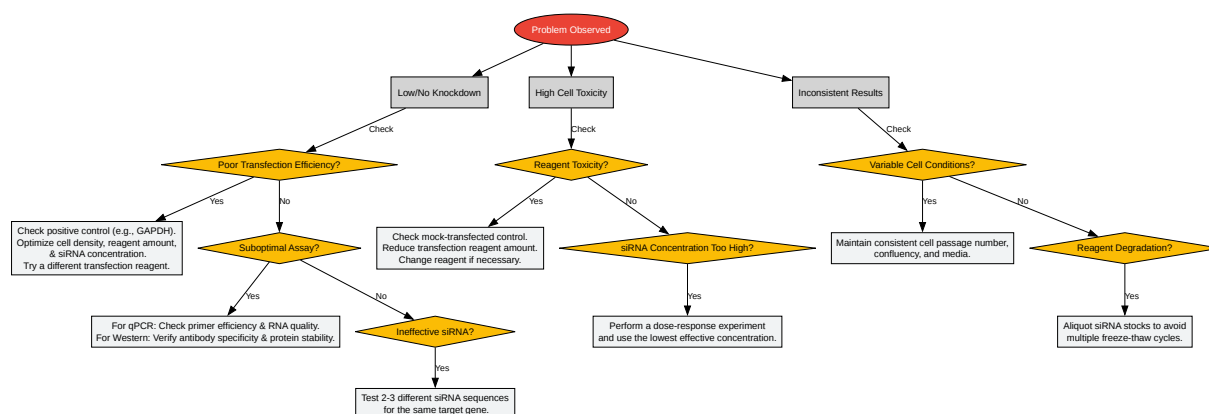 Problem Observed
Low/No Knockdown
High Cell Toxicity
Inconsistent Results
Check
Check
Check
Poor Transfection Efficiency?
Reagent Toxicity?
Variable Cell Conditions?
Yes
No
Yes
No
Yes
No
Check positive control (e.g., GAPDH).
Optimize cell density, reagent amount,
& siRNA concentration.
Try a different transfection reagent.
Suboptimal Assay?
Check mock-transfected control.
Reduce transfection reagent amount.
Change reagent if necessary.
siRNA Concentration Too High?
Maintain consistent cell passage number,
confluency, and media.
Reagent Degradation?
Yes
No
Yes
Yes
For qPCR: Check primer efficiency & RNA quality.
For Western: Verify antibody specificity & protein stability.
Ineffective siRNA?
Perform a dose-response experiment
and use the lowest effective concentration.
Aliquot siRNA stocks to avoid
multiple freeze-thaw cycles.
Yes
Test 2-3 different siRNA sequences
for the same target gene.